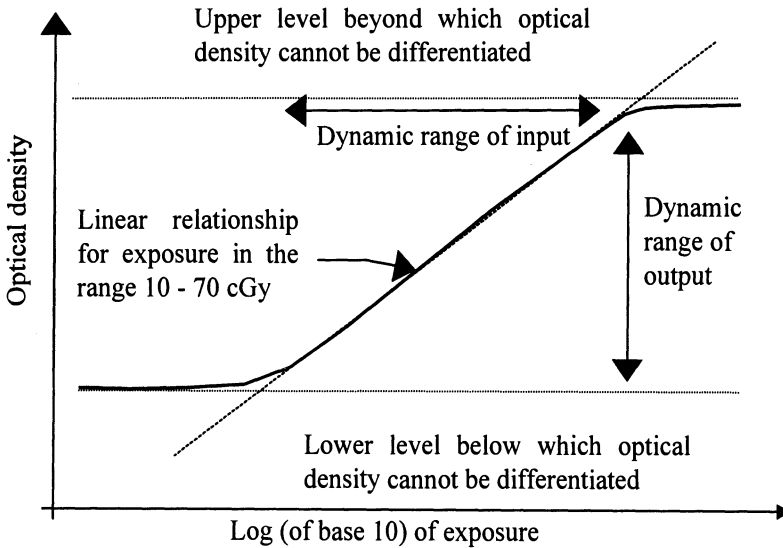 Upper level beyond which optical
density cannot be differentiated
Dynamic range of input
Optical density
Linear relationship
for exposure in the
range 10 - 70 cGy
Dynamic
range of
output
Lower level below which optical
density cannot be differentiated
Log (of base 10) of exposure